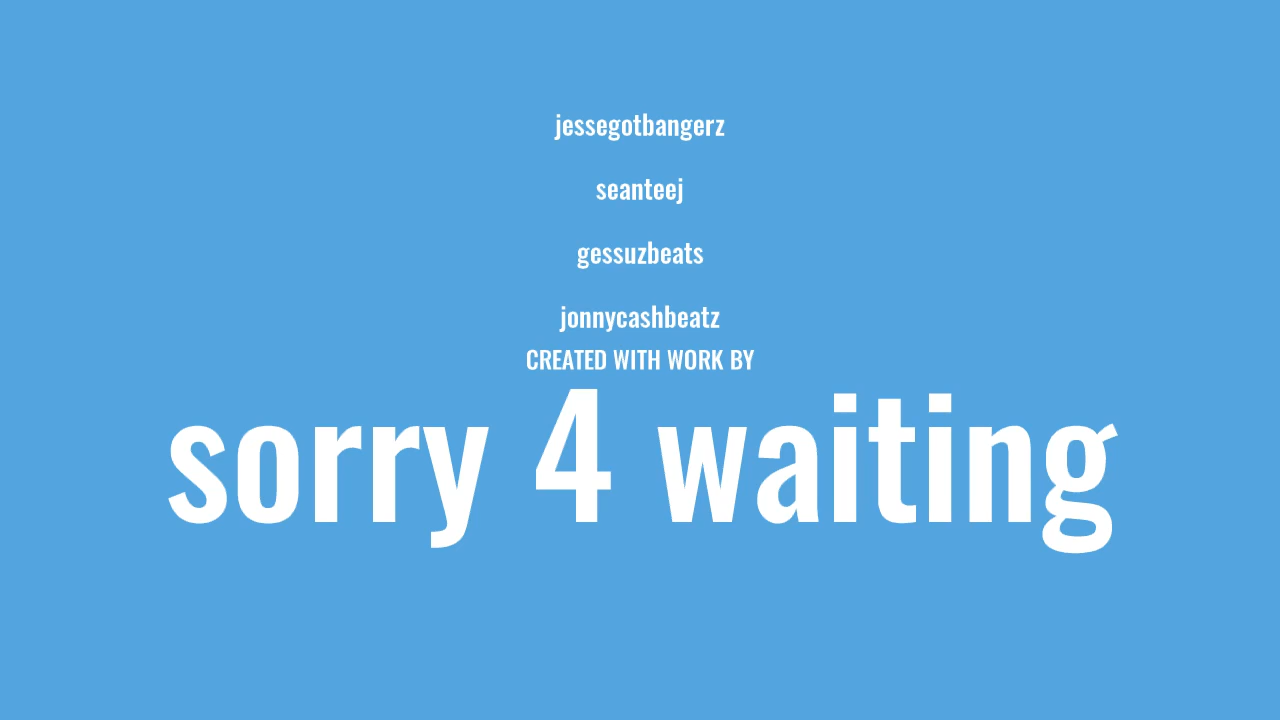 jessegotbangerz
seanteej
gessuzbeats
jonnycashbeatz
CREATED WITH WORK BY
sorry 4 waiting